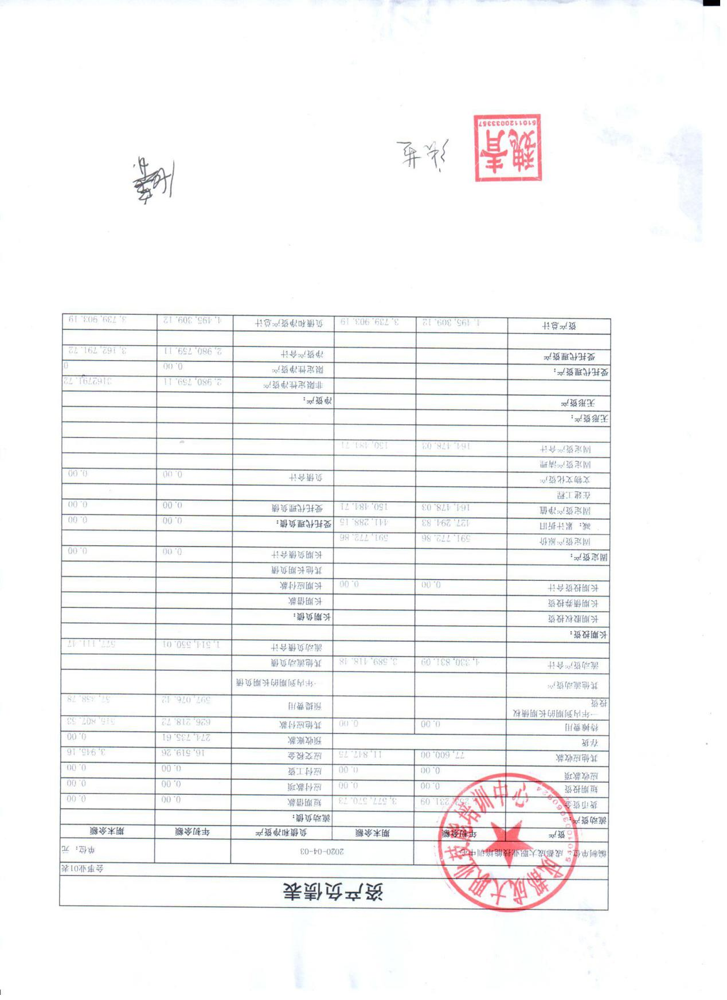 资产负债表
会事业01表
编制单位：成都成大职业技能培训中心 2020-04-03 单位：元
资产 年初余额 期末余额 负债和净资产 年初余额 期末余额
流动资产： 流动负债：
货币资金 4,253,231.09 3,577,570.73 短期借款 0.00 0.00
短期投资 0.00 0.00 应付款项 0.00 0.00
应收款项 0.00 0.00 应付工资 0.00 0.00
其他应收款 77,600.00 11,847.75 应交税金 16,519.26 3,945.16
存货 预收账款 274,735.61 0.00
待摊费用 0.00 0.00 其他应付款 626,218.72 515,807.53
一年内到期的长期债权
投资 预提费用 597,076.42 57,358.78
其他流动资产 一年内到期的长期负债
流动资产合计 4,330,831.09 3,589,418.48 其他流动负债
流动负债合计 1,514,550.01 577,111.47
长期投资：
长期股权投资 长期负债：
长期债券投资 长期借款
长期投资合计 0.00 0.00 长期应付款
其他长期负债
固定资产： 长期负债合计 0.00 0.00
固定资产原价 591,772.86 591,772.86
减：累计折旧 427,294.83 441,288.15 受托代理负债： 0.00 0.00
固定资产净值 164,478.03 150,484.71 受托代理负债 0.00 0.00
在建工程
文物文化资产 负债合计 0.00 0.00
固定资产清理
固定资产合计 164,478.03 150,484.71
无形资产：
无形资产 净资产：
非限定性净资产 2,980,759.11 3162791.72
受托代理资产： 限定性净资产 0.00 0
受托代理资产 净资产合计 2,980,759.11 3,162,791.72
资产总计 4,495,309.12 3,739,903.19 负债和净资产总计 4,495,309.12 3,739,903.19
成都成大职业技能培训中心
魏青
5101120033357